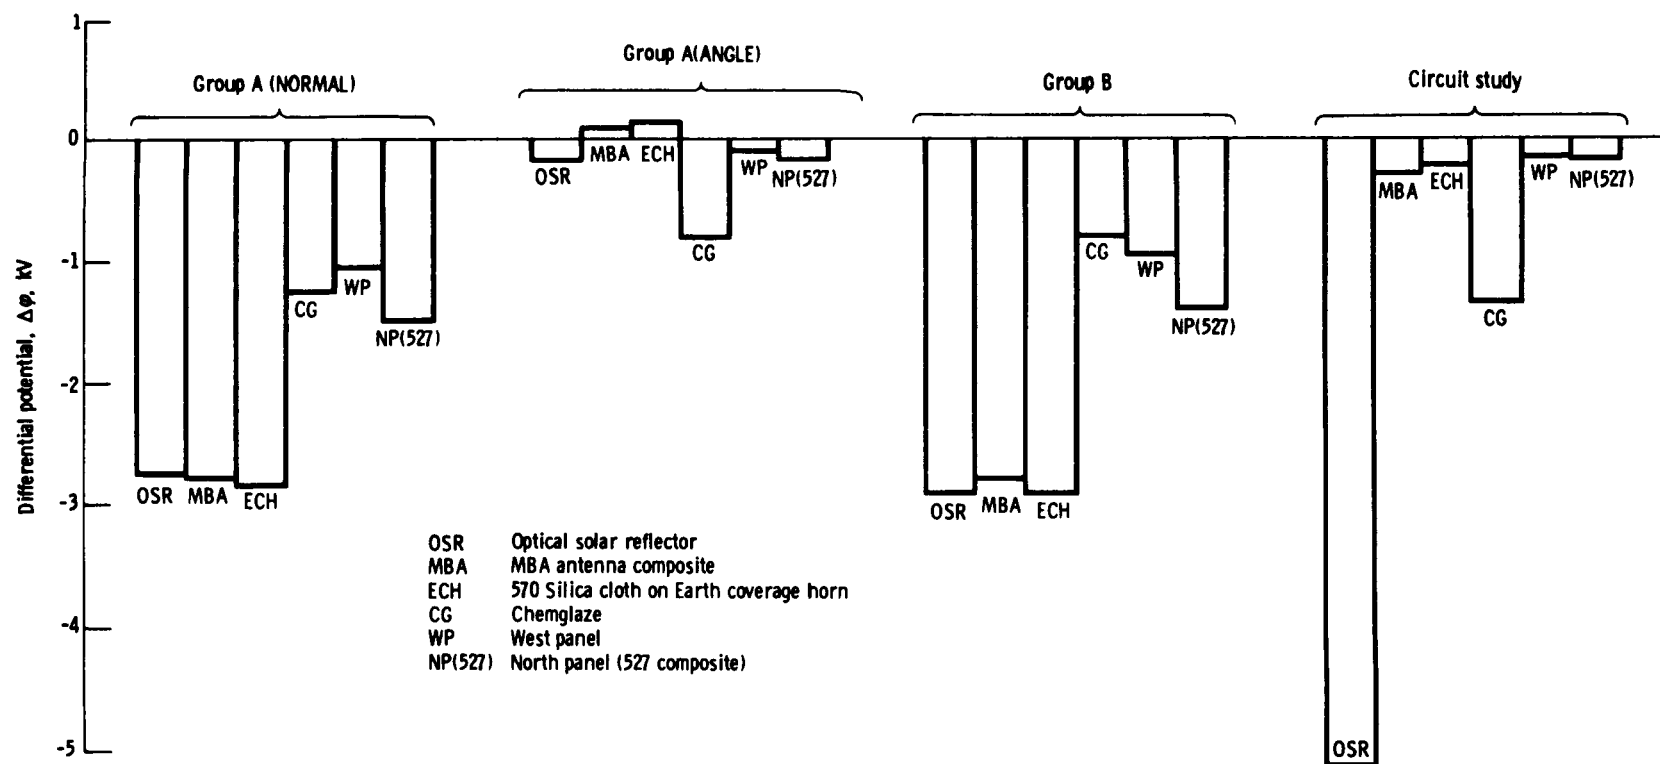 1
0
-1
-2
-3
-4
-5
Differential potential, Δφ, kV
Group A (NORMAL)
OSR
MBA
ECH
CG
WP
NP(527)
Group A(ANGLE)
OSR
MBA
ECH
CG
WP
NP(527)
Group B
OSR
MBA
ECH
CG
WP
NP(527)
Circuit study
OSR
MBA
ECH
CG
WP
NP(527)
OSR Optical solar reflector
MBA MBA antenna composite
ECH 570 Silica cloth on Earth coverage horn
CG Chemglaze
WP West panel
NP(527) North panel (527 composite)